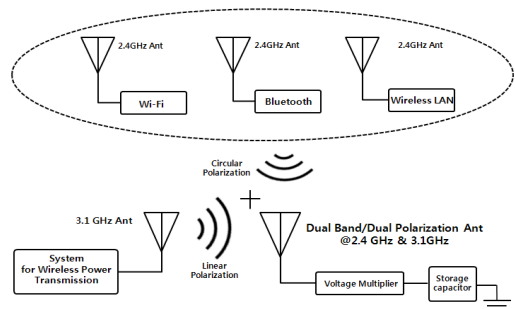 2.4GHz Ant
2.4GHz Ant
2.4GHz Ant
Wi-Fi
Bluetooth
Wireless LAN
Circular
Polarization
3.1 GHz Ant
Dual Band/Dual Polarization Ant
@2.4 GHz & 3.1GHz
System
for Wireless Power
Transmission
Linear
Polarization
Voltage Multiplier
Storage
capacitor